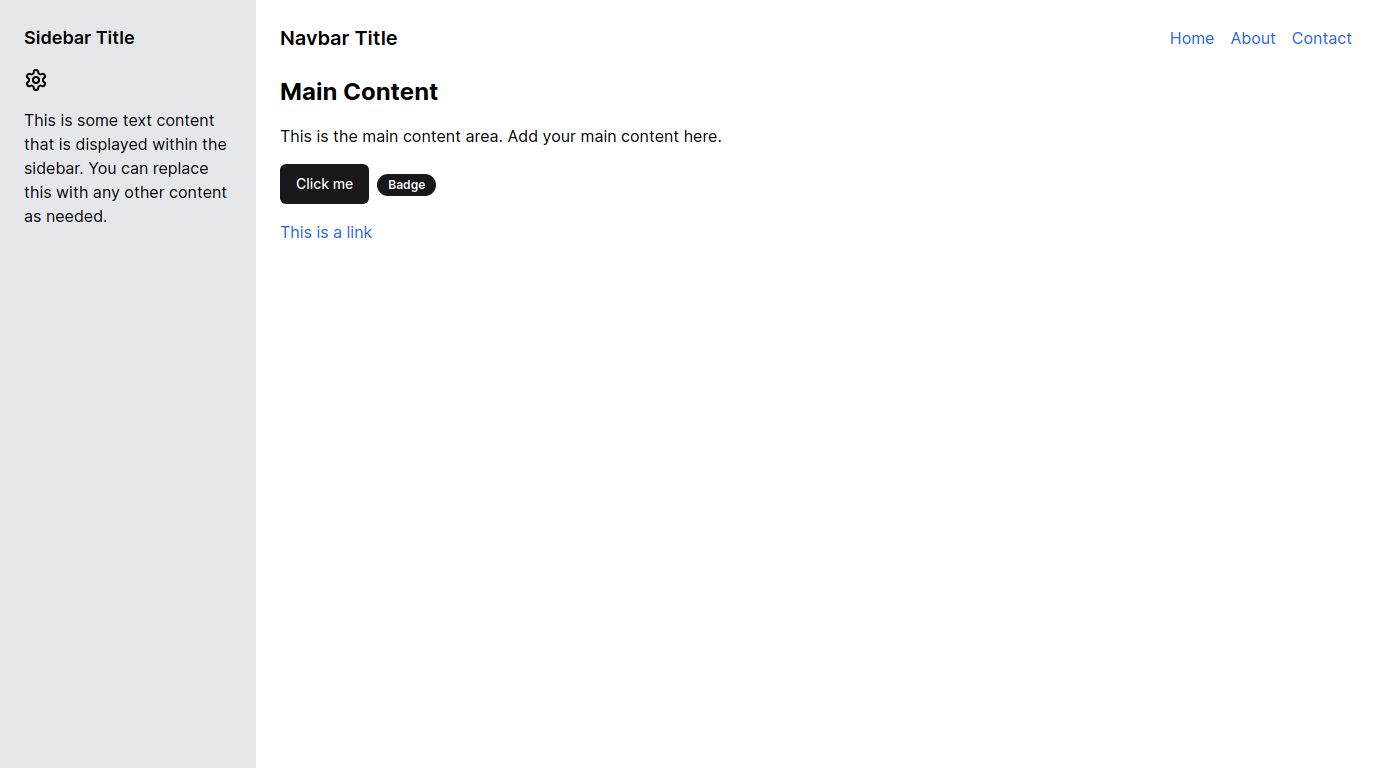 Sidebar Title
This is some text content
that is displayed within the
sidebar. You can replace
this with any other content
as needed.
Navbar Title
Home About Contact
Main Content
This is the main content area. Add your main content here.
Click me Badge
This is a link